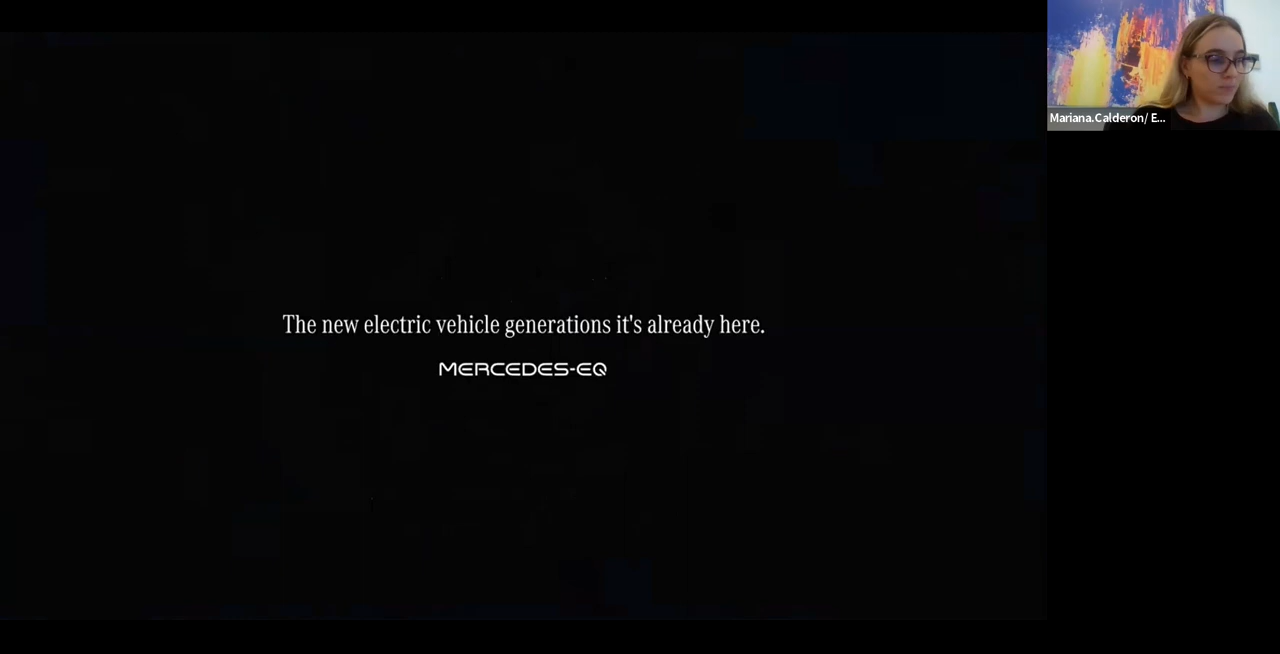 Mariana.Calderon/ E...
The new electric vehicle generations it's already here.
MERCEDES-EQ